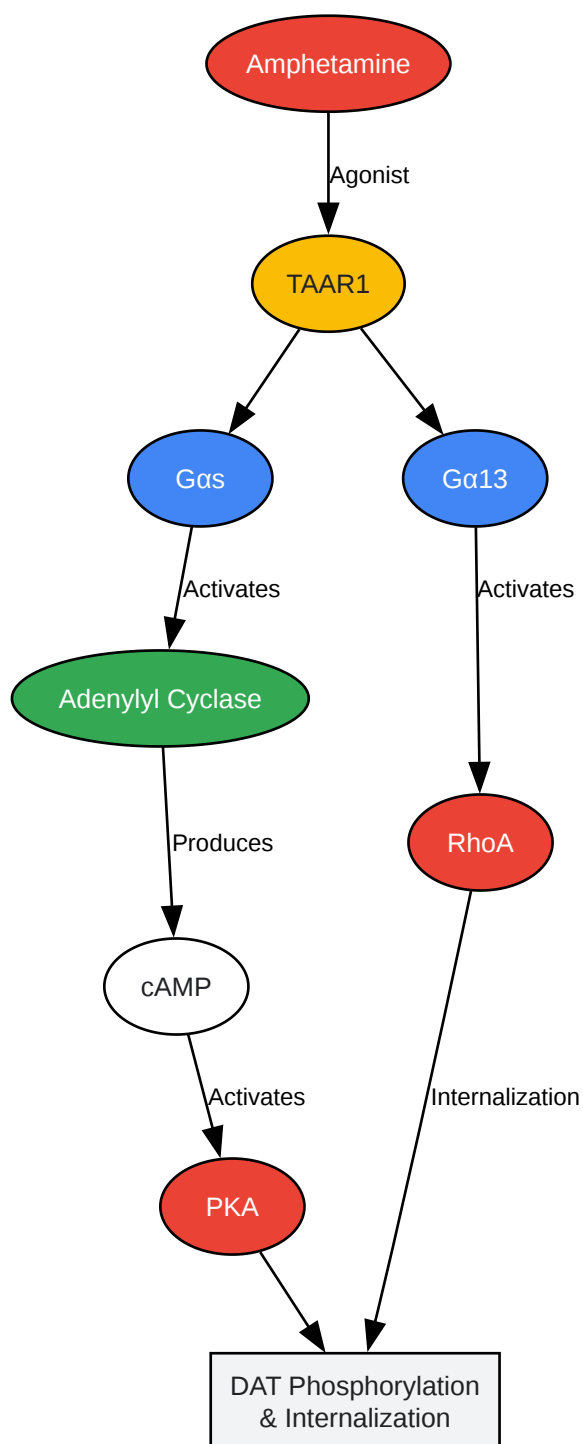 Amphetamine
Agonist
TAAR1
Gαs
Gα13
Activates
Activates
Adenylyl Cyclase
Produces
RhoA
cAMP
Activates
Internalization
PKA
DAT Phosphorylation
& Internalization